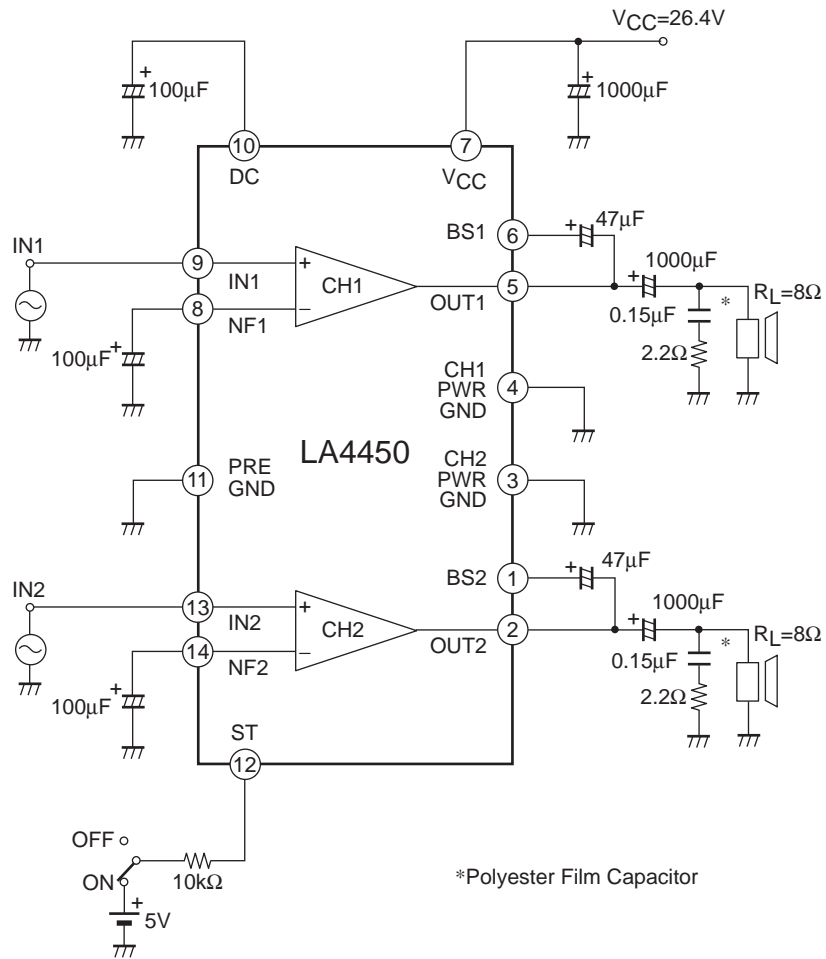 VCC=26.4V
+
100µF
+
1000µF
10
7
DC
VCC
47µF
+
BS1
6
IN1
9
+
IN1
CH1
1000µF
+
OUT1
5
*
RL=8Ω
8
−
NF1
0.15µF
100µF
+
2.2Ω
CH1
PWR
GND
4
LA4450
PRE
GND
11
CH2
PWR
GND
3
47µF
+
BS2
1
IN2
13
+
IN2
CH2
1000µF
+
OUT2
2
*
RL=8Ω
14
−
NF2
0.15µF
100µF
+
2.2Ω
ST
12
OFF
ON
10kΩ
+
5V
*Polyester Film Capacitor